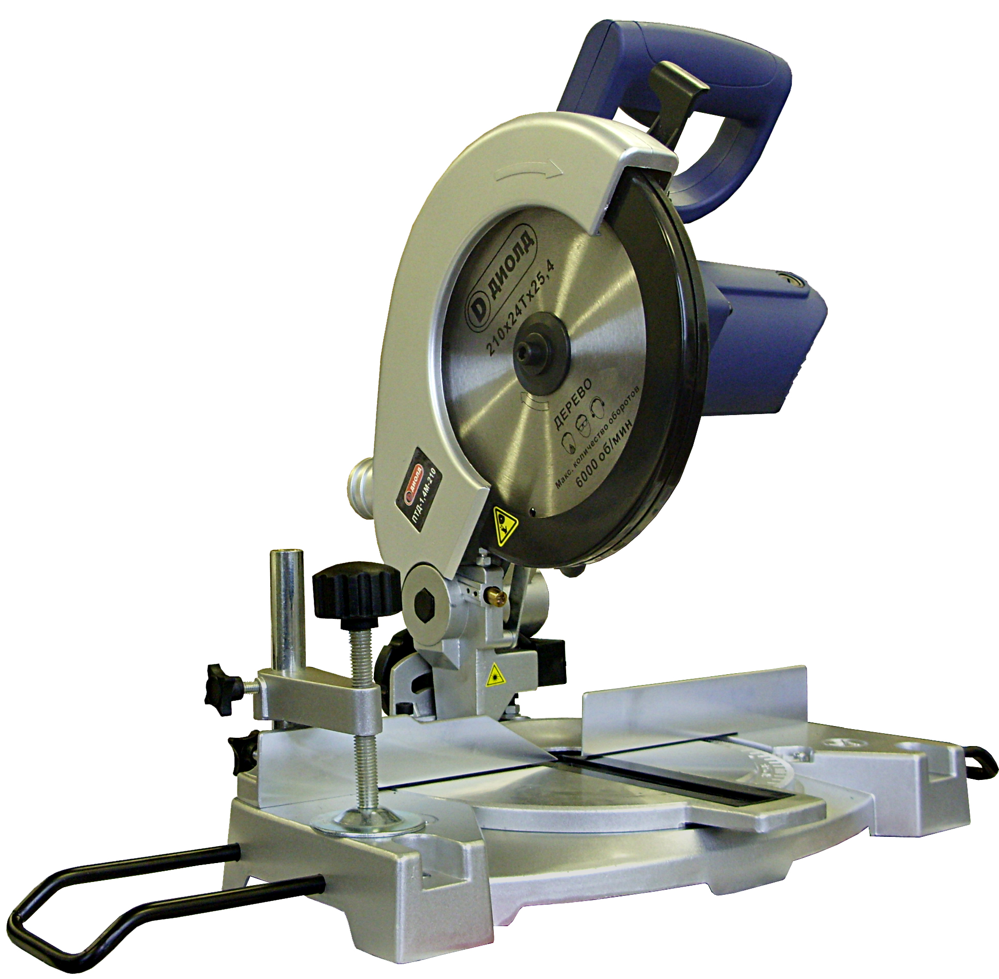 D ДИОЛД
210x24Tx25,4
ДЕРЕВО
Макс. количество оборотов
6000 об/мин
D ДИОЛД
ПТД-1,4М-210